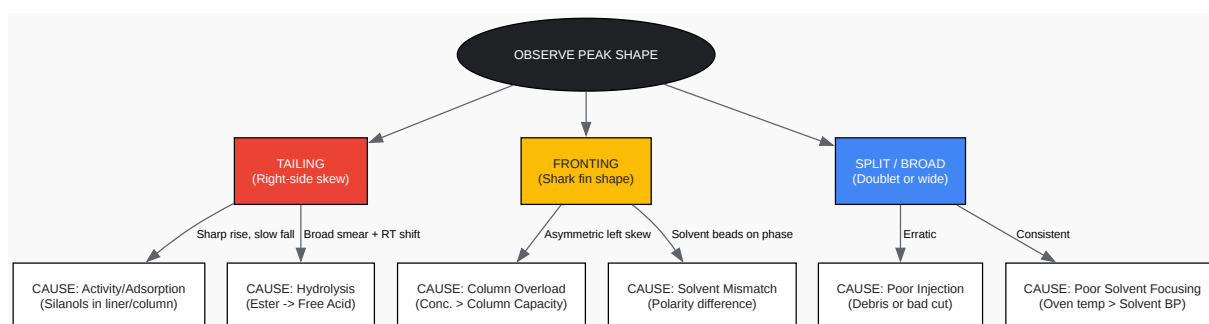 OBSERVE PEAK SHAPE
TAILING
(Right-side skew)
FRONTING
(Shark fin shape)
SPLIT / BROAD
(Doublet or wide)
Sharp rise, slow fall
Broad smear + RT shift
Asymmetric left skew
Solvent beads on phase
Erratic
Consistent
CAUSE: Activity/Adsorption
(Silanols in liner/column)
CAUSE: Hydrolysis
(Ester -> Free Acid)
CAUSE: Column Overload
(Conc. > Column Capacity)
CAUSE: Solvent Mismatch
(Polarity difference)
CAUSE: Poor Injection
(Debris or bad cut)
CAUSE: Poor Solvent Focusing
(Oven temp > Solvent BP)